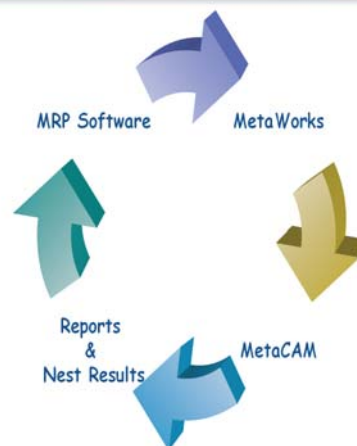 MRP Software
MetaWorks
MetaCAM
Reports
&
Nest Results